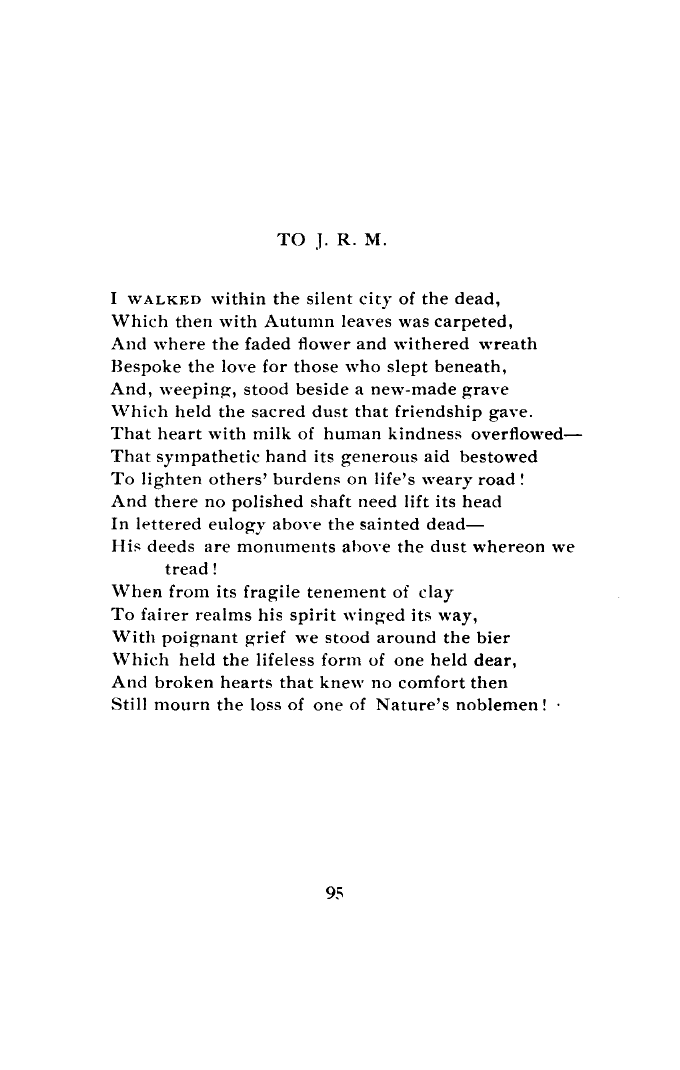 TO J. R. M.
I WALKED within the silent city of the dead,
Which then with Autumn leaves was carpeted,
And where the faded flower and withered wreath
Bespoke the love for those who slept beneath,
And, weeping, stood beside a new-made grave
Which held the sacred dust that friendship gave.
That heart with milk of human kindness overflowed—
That sympathetic hand its generous aid bestowed
To lighten others' burdens on life's weary road!
And there no polished shaft need lift its head
In lettered eulogy above the sainted dead—
His deeds are monuments above the dust whereon we
tread!
When from its fragile tenement of clay
To fairer realms his spirit winged its way,
With poignant grief we stood around the bier
Which held the lifeless form of one held dear,
And broken hearts that knew no comfort then
Still mourn the loss of one of Nature's noblemen!
95